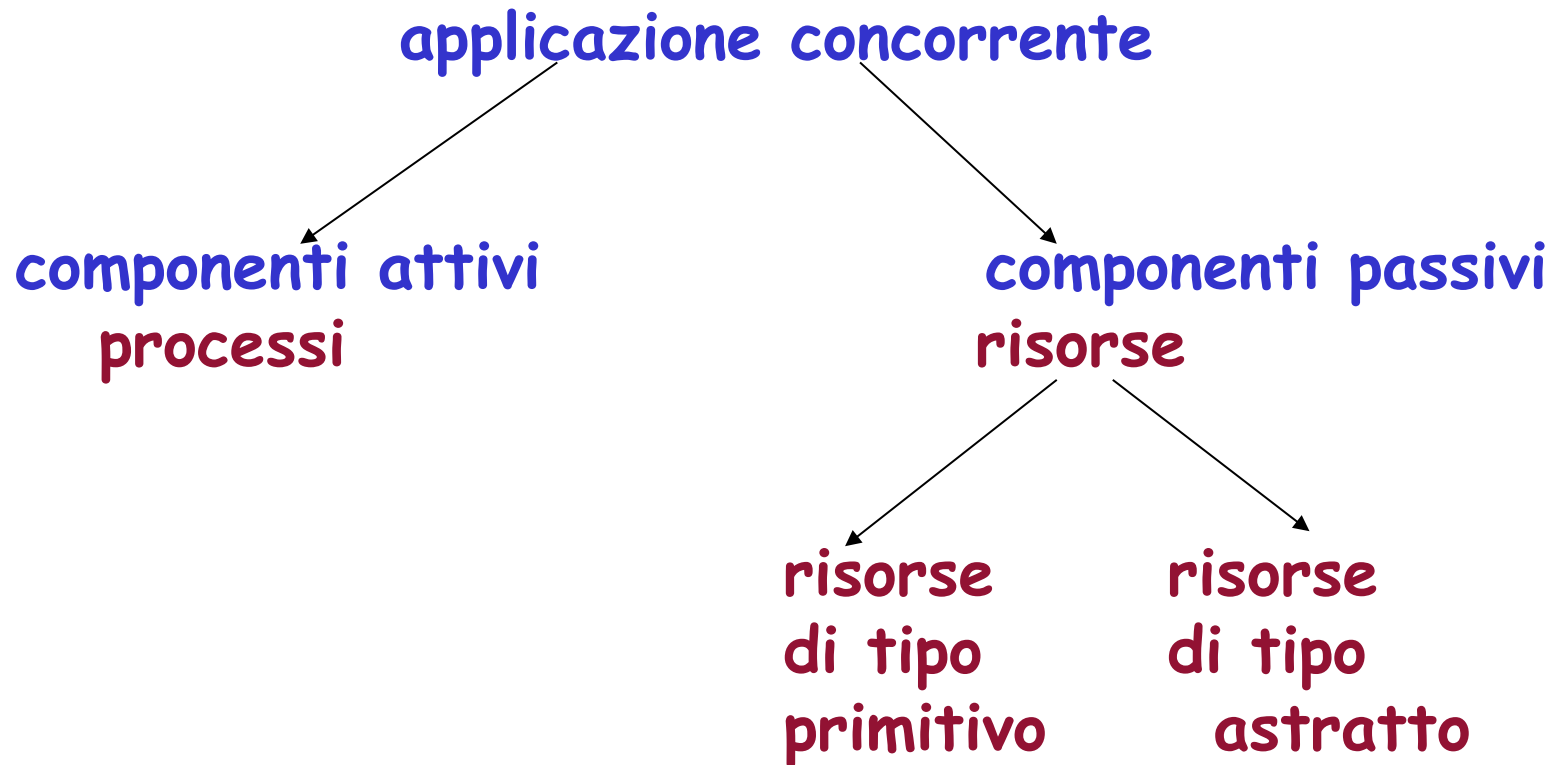 applicazione concorrente
componenti attivi
processi
componenti passivi
risorse
risorse
di tipo
primitivo
risorse
di tipo
astratto